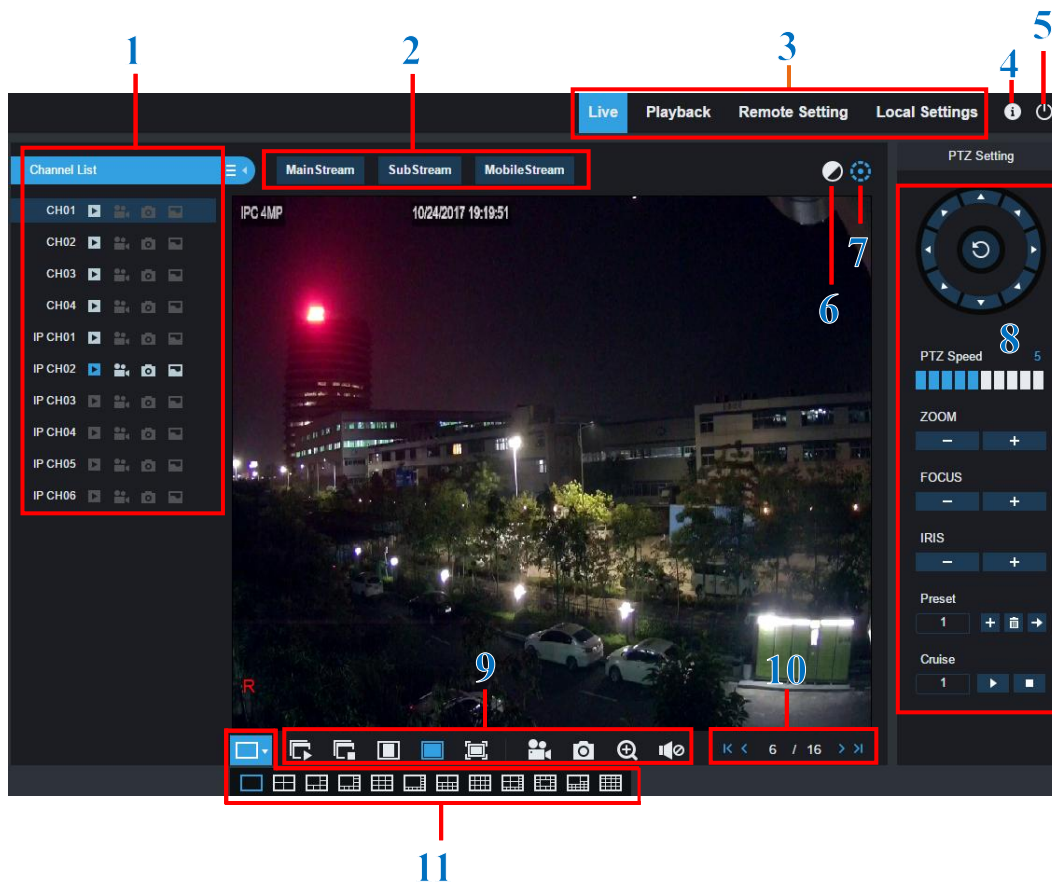 1
2
3
4
5
Live Playback Remote Setting Local Settings
Channel List
MainStream SubStream MobileStream
PTZ Setting
CH01
CH02
CH03
CH04
IP CH01
IP CH02
IP CH03
IP CH04
IP CH05
IP CH06
IPC 4MP 10/24/2017 19:19:51
6
7
8
PTZ Speed 5
ZOOM
- +
FOCUS
- +
IRIS
- +
Preset
1 +
Cruise
1
R
9
10
6 / 16
11